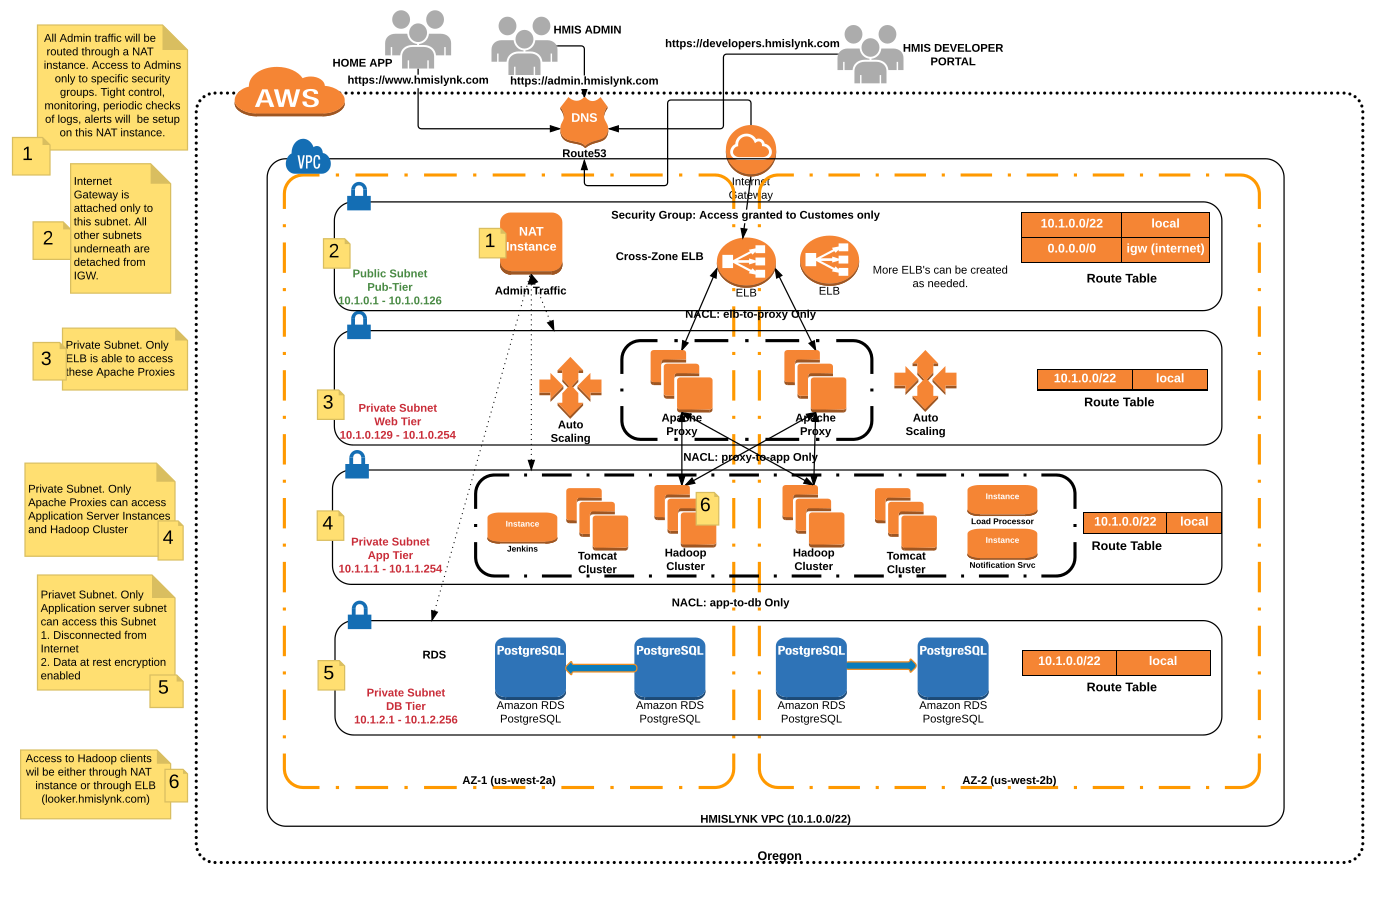 All Admin traffic will be
routed through a NAT
instance. Access to Admins
only to specific security
groups. Tight control,
monitoring, periodic checks
of logs, alerts will  be setup
on this NAT instance.
1
Internet
Gateway is
attached only to
this subnet. All
other subnets
underneath are
detached from
IGW.
2
Private Subnet. Only
ELB is able to access
these Apache Proxies
3
Private Subnet. Only
Apache Proxies can access
Application Server Instances
and Hadoop Cluster
4
Priavet Subnet. Only
Application server subnet
can access this Subnet
1. Disconnected from
Internet
2. Data at rest encryption
enabled
5
Access to Hadoop clients
wil be either through NAT
instance or through ELB
(looker.hmislynk.com)
6
HOME APP
https://www.hmislynk.com
HMIS ADMIN
https://admin.hmislynk.com
https://developers.hmislynk.com
HMIS DEVELOPER
PORTAL
AWS
DNS
Route53
VPC
Internet
Gateway
Security Group: Access granted to Customes only
2
1
NAT
Instance
Admin Traffic
Public Subnet
Pub-Tier
10.1.0.1 - 10.1.0.126
Cross-Zone ELB
ELB
ELB
More ELB's can be created
as needed.
10.1.0.0/22 local
0.0.0.0/0 igw (internet)
Route Table
NACL: elb-to-proxy Only
3
Private Subnet
Web Tier
10.1.0.129 - 10.1.0.254
Auto
Scaling
Apache
Proxy
Apache
Proxy
Auto
Scaling
10.1.0.0/22 local
Route Table
NACL: proxy-to-app Only
4
Private Subnet
App Tier
10.1.1.1 - 10.1.1.254
Instance
Jenkins
Tomcat
Cluster
6
Hadoop
Cluster
Hadoop
Cluster
Tomcat
Cluster
Instance
Load Processor
Instance
Notification Srvc
10.1.0.0/22 local
Route Table
NACL: app-to-db Only
5
RDS
Private Subnet
DB Tier
10.1.2.1 - 10.1.2.256
PostgreSQL
Amazon RDS
PostgreSQL
PostgreSQL
Amazon RDS
PostgreSQL
PostgreSQL
Amazon RDS
PostgreSQL
PostgreSQL
Amazon RDS
PostgreSQL
10.1.0.0/22 local
Route Table
AZ-1 (us-west-2a)
AZ-2 (us-west-2b)
HMISLYNK VPC (10.1.0.0/22)
Oregon